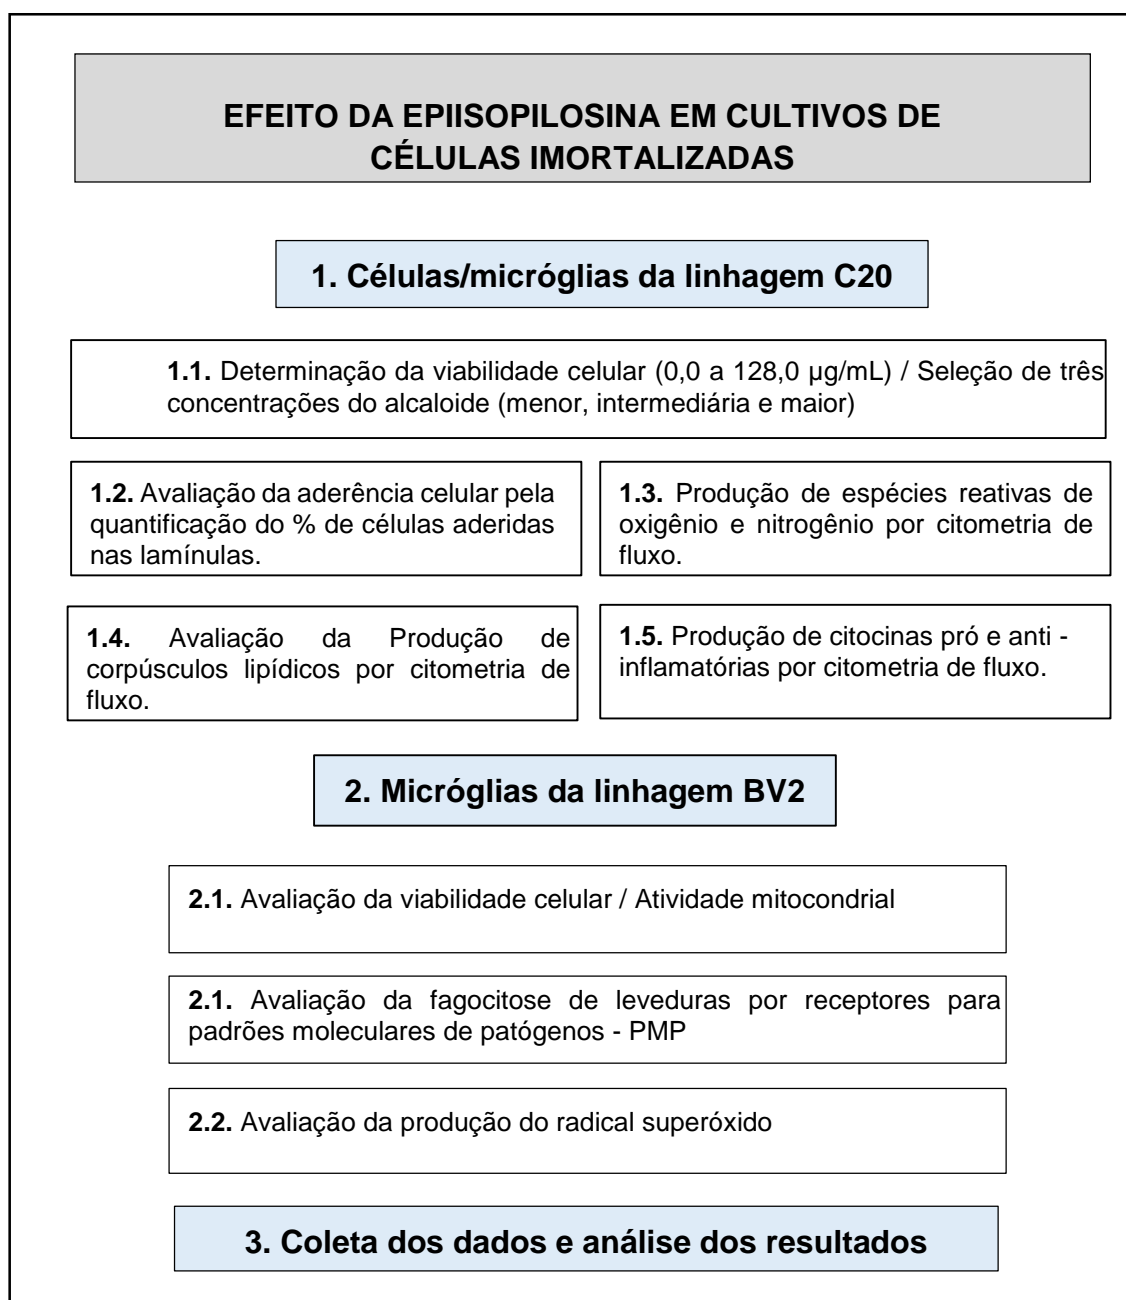 EFEITO DA EPIISOPILOSINA EM CULTIVOS DE
CÉLULAS IMORTALIZADAS
1. Células/micróglias da linhagem C20
1.1. Determinação da viabilidade celular (0,0 a 128,0 µg/mL) / Seleção de três
concentrações do alcaloide (menor, intermediária e maior)
1.2. Avaliação da aderência celular pela
quantificação do % de células aderidas
nas lamínulas.
1.3. Produção de espécies reativas de
oxigênio e nitrogênio por citometria de
fluxo.
1.4. Avaliação da Produção de
corpúsculos lipídicos por citometria de
fluxo.
1.5. Produção de citocinas pró e anti -
inflamatórias por citometria de fluxo.
2. Micróglias da linhagem BV2
2.1. Avaliação da viabilidade celular / Atividade mitocondrial
2.1. Avaliação da fagocitose de leveduras por receptores para
padrões moleculares de patógenos - PMP
2.2. Avaliação da produção do radical superóxido
3. Coleta dos dados e análise dos resultados